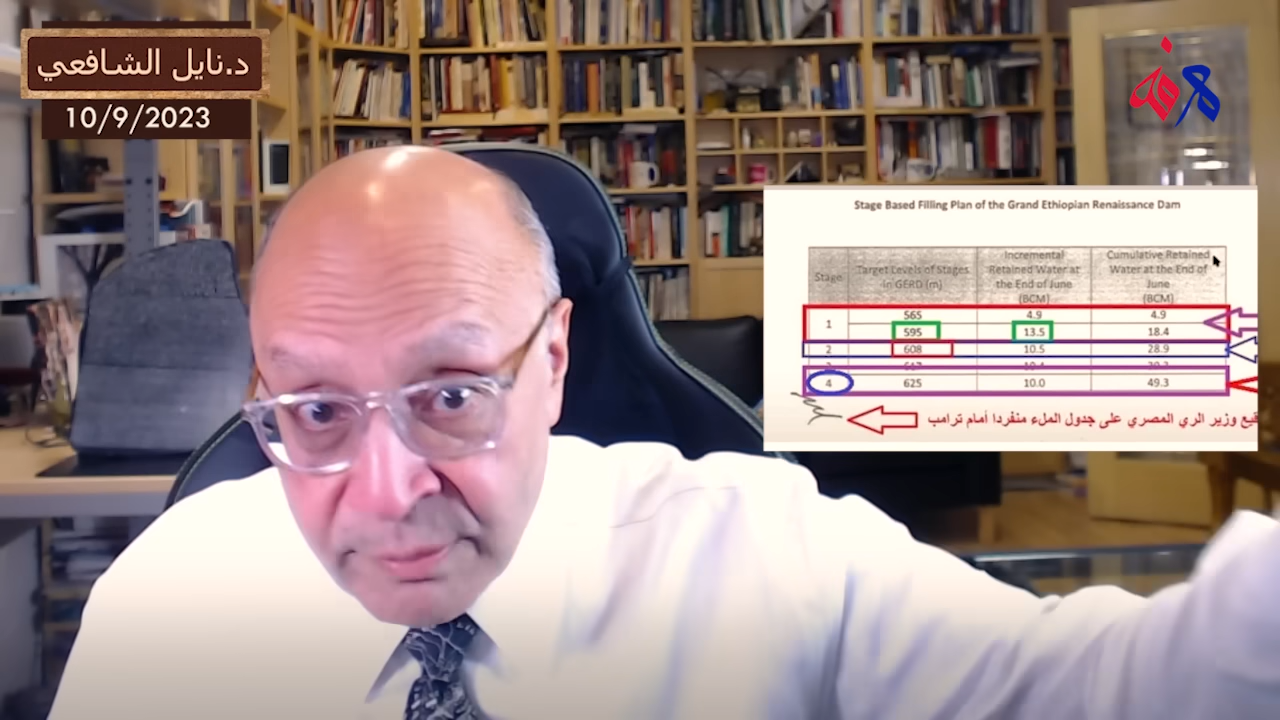 د.نايل الشافعي
10/9/2023
معرفة
Stage Based Filling Plan of the Grand Ethiopian Renaissance Dam
Stage
Target Levels of Stages in GERD (m)
Incremental Retained Water at the End of June (BCM)
Cumulative Retained Water at the End of June (BCM)
1 565 4.9 4.9
595 13.5 18.4
2 608 10.5 28.9
4 625 10.0 49.3
وزير الري المصري على جدول الملء منفردا أمام ترامب